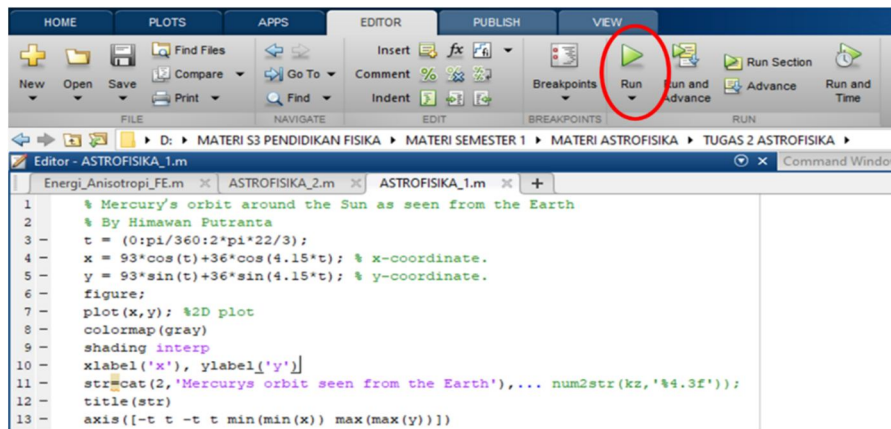 HOME PLOTS APPS EDITOR PUBLISH VIEW
New Open Save Find Files Compare Print Go To Find Insert fx Comment % Indent Breakpoints Run Run and Advance Run Section Advance Run and Time
FILE NAVIGATE EDIT BREAKPOINTS RUN
D: MATERI S3 PENDIDIKAN FISIKA MATERI SEMESTER 1 MATERI ASTROFISIKA TUGAS 2 ASTROFISIKA
Editor - ASTROFISIKA_1.m Command Windo
Energi_Anisotropi_FE.m ASTROFISIKA_2.m ASTROFISIKA_1.m +
1 % Mercury's orbit around the Sun as seen from the Earth
2 % By Himawan Putranta
3 - t = (0:pi/360:2*pi*22/3);
4 - x = 93*cos(t)+36*cos(4.15*t); % x-coordinate.
5 - y = 93*sin(t)+36*sin(4.15*t); % y-coordinate.
6 - figure;
7 - plot(x,y); %2D plot
8 - colormap(gray)
9 - shading interp
10 - xlabel('x'), ylabel('y')
11 - str=cat(2,'Mercurys orbit seen from the Earth'),... num2str(kz,'%4.3f'));
12 - title(str)
13 - axis([-t t -t t min(min(x)) max(max(y))])